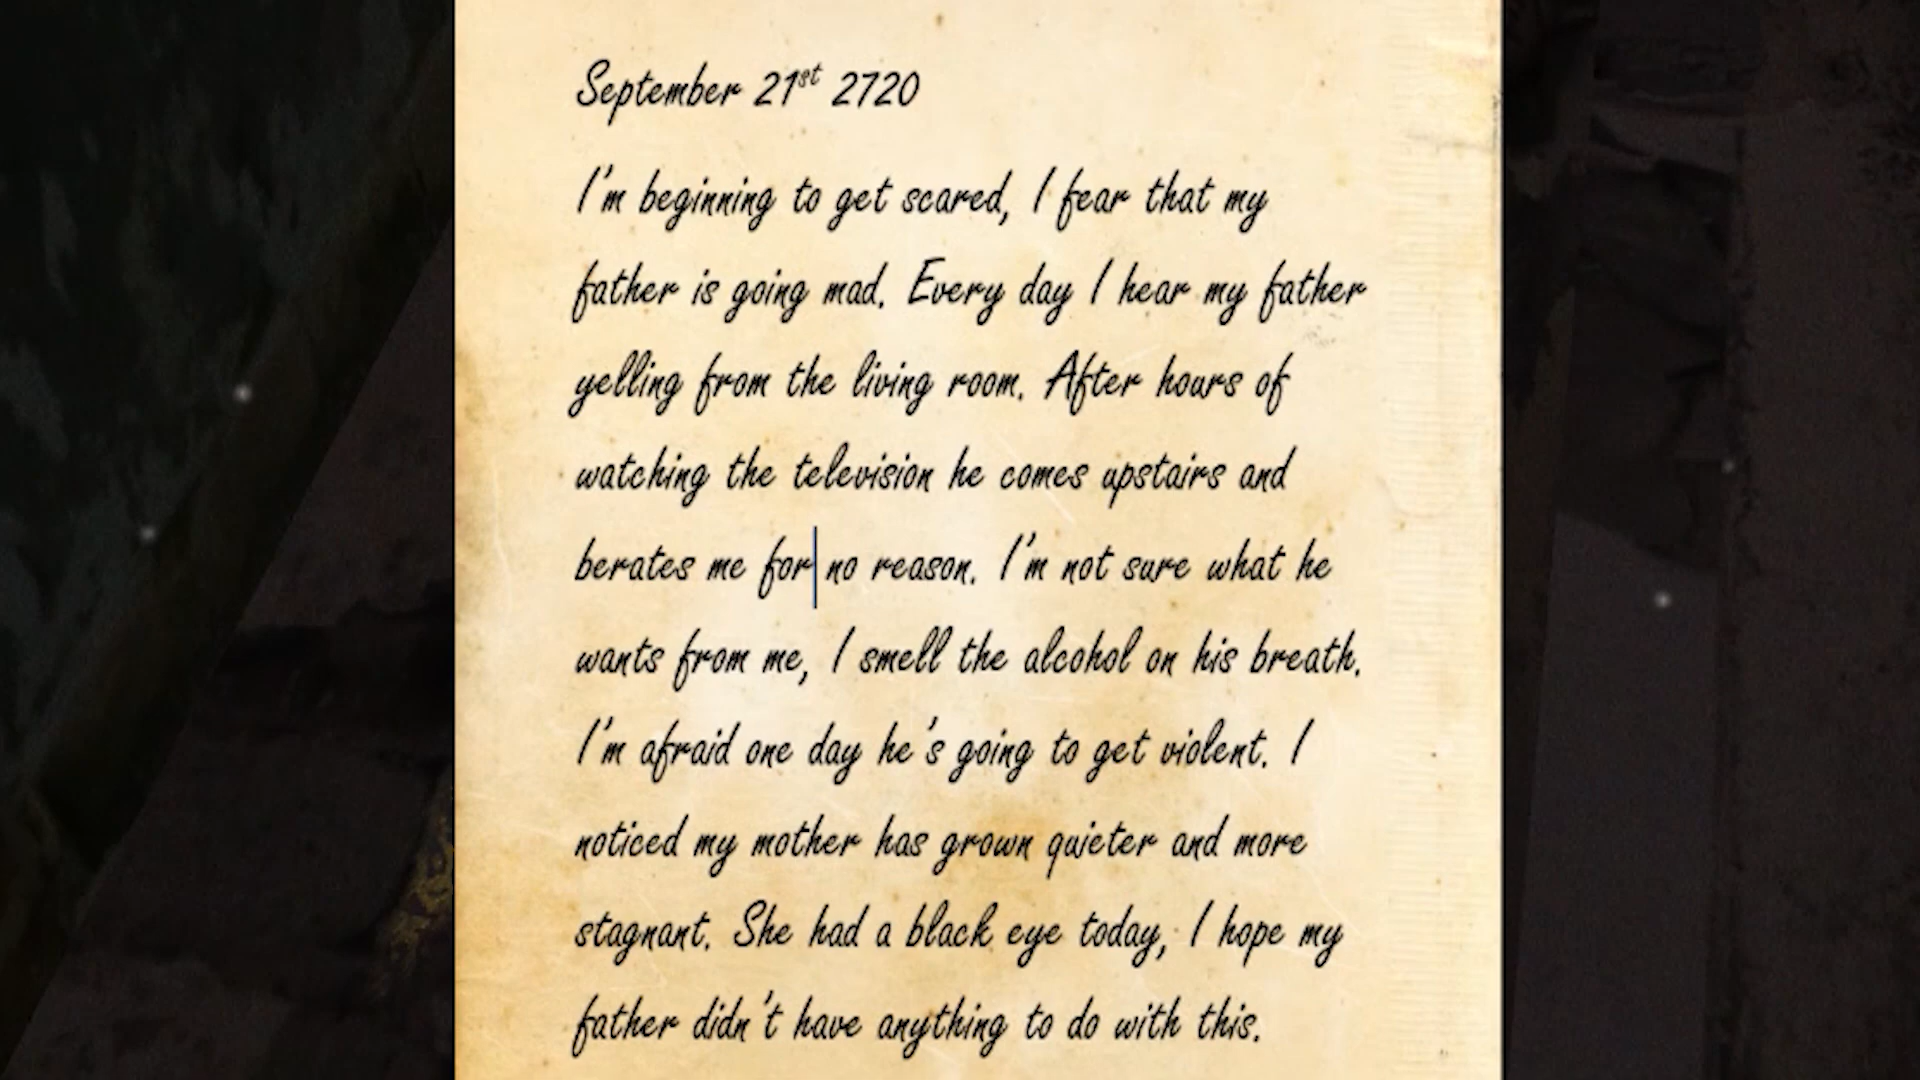 September 21st 2720
I'm beginning to get scared, I fear that my
father is going mad. Every day I hear my father
yelling from the living room. After hours of
watching the television he comes upstairs and
berates me for no reason. I'm not sure what he
wants from me, I smell the alcohol on his breath.
I'm afraid one day he's going to get violent. I
noticed my mother has grown quieter and more
stagnant. She had a black eye today, I hope my
father didn't have anything to do with this.